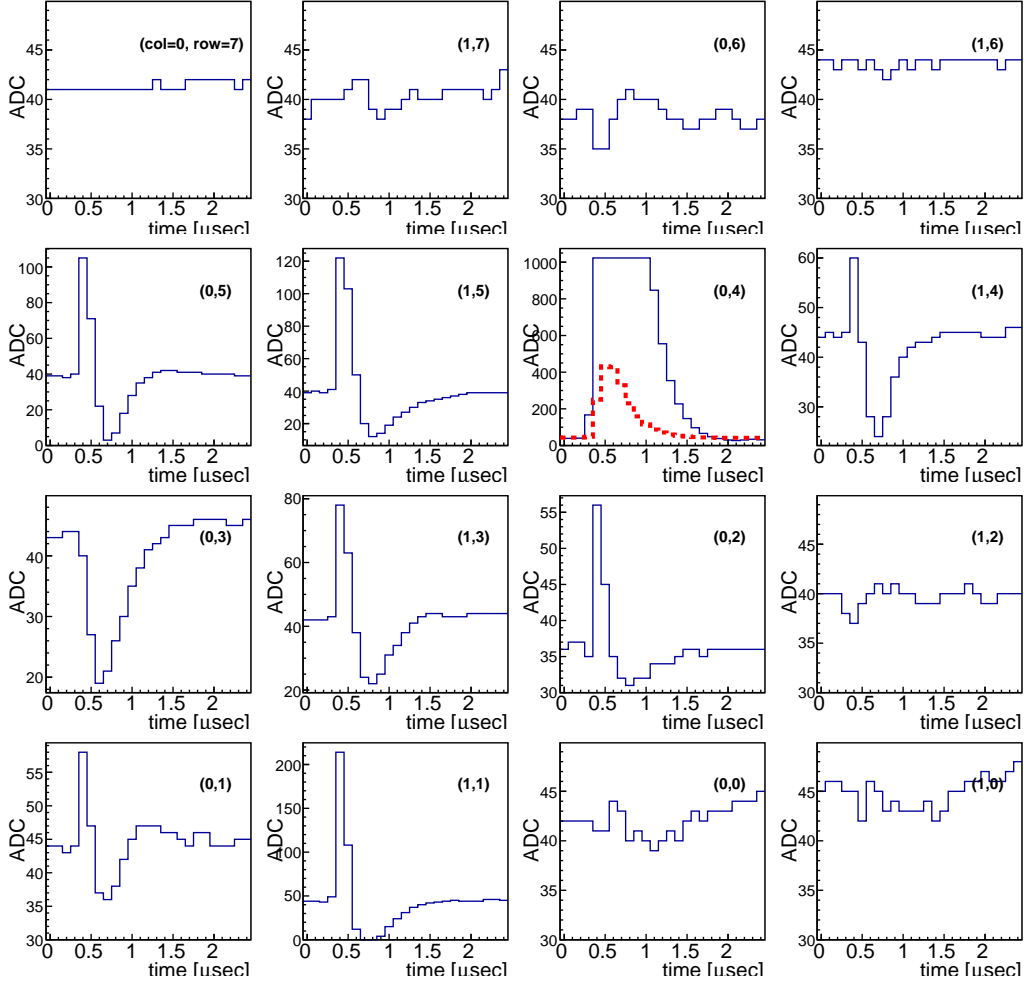 ADC
45
40
35
30
(col=0, row=7)
0 0.5 1 1.5 2
time [μsec]
ADC
45
40
35
30
(1,7)
0 0.5 1 1.5 2
time [μsec]
ADC
45
40
35
30
(0,6)
0 0.5 1 1.5 2
time [μsec]
ADC
45
40
35
30
(1,6)
0 0.5 1 1.5 2
time [μsec]
ADC
100
80
60
40
20
0
(0,5)
0 0.5 1 1.5 2
time [μsec]
ADC
120
100
80
60
40
20
(1,5)
0 0.5 1 1.5 2
time [μsec]
ADC
1000
800
600
400
200
0
(0,4)
0 0.5 1 1.5 2
time [μsec]
ADC
60
50
40
30
(1,4)
0 0.5 1 1.5 2
time [μsec]
ADC
40
30
20
(0,3)
0 0.5 1 1.5 2
time [μsec]
ADC
80
60
40
20
(1,3)
0 0.5 1 1.5 2
time [μsec]
ADC
55
50
45
40
35
30
(0,2)
0 0.5 1 1.5 2
time [μsec]
ADC
45
40
35
30
(1,2)
0 0.5 1 1.5 2
time [μsec]
ADC
55
50
45
40
35
30
(0,1)
0 0.5 1 1.5 2
time [μsec]
ADC
200
150
100
50
0
(1,1)
0 0.5 1 1.5 2
time [μsec]
ADC
45
40
35
30
(0,0)
0 0.5 1 1.5 2
time [μsec]
ADC
45
40
35
30
(1,0)
0 0.5 1 1.5 2
time [μsec]